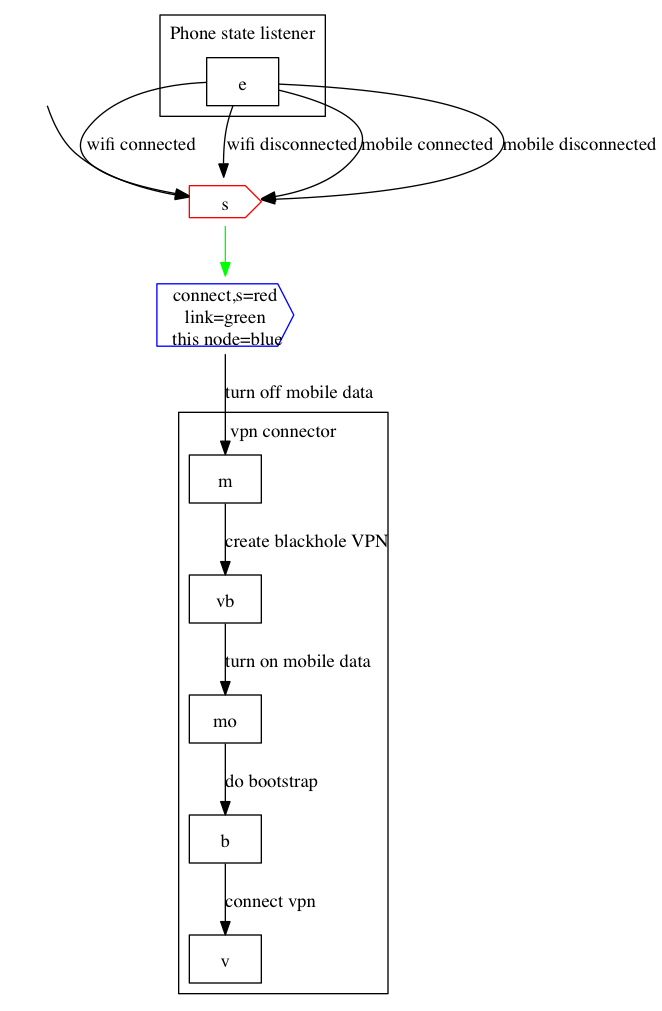 Phone state listener
e
wifi connected
wifi disconnected
mobile connected
mobile disconnected
s
connect,s=red
link=green
this node=blue
turn off mobile data
vpn connector
m
create blackhole VPN
vb
turn on mobile data
mo
do bootstrap
b
connect vpn
v